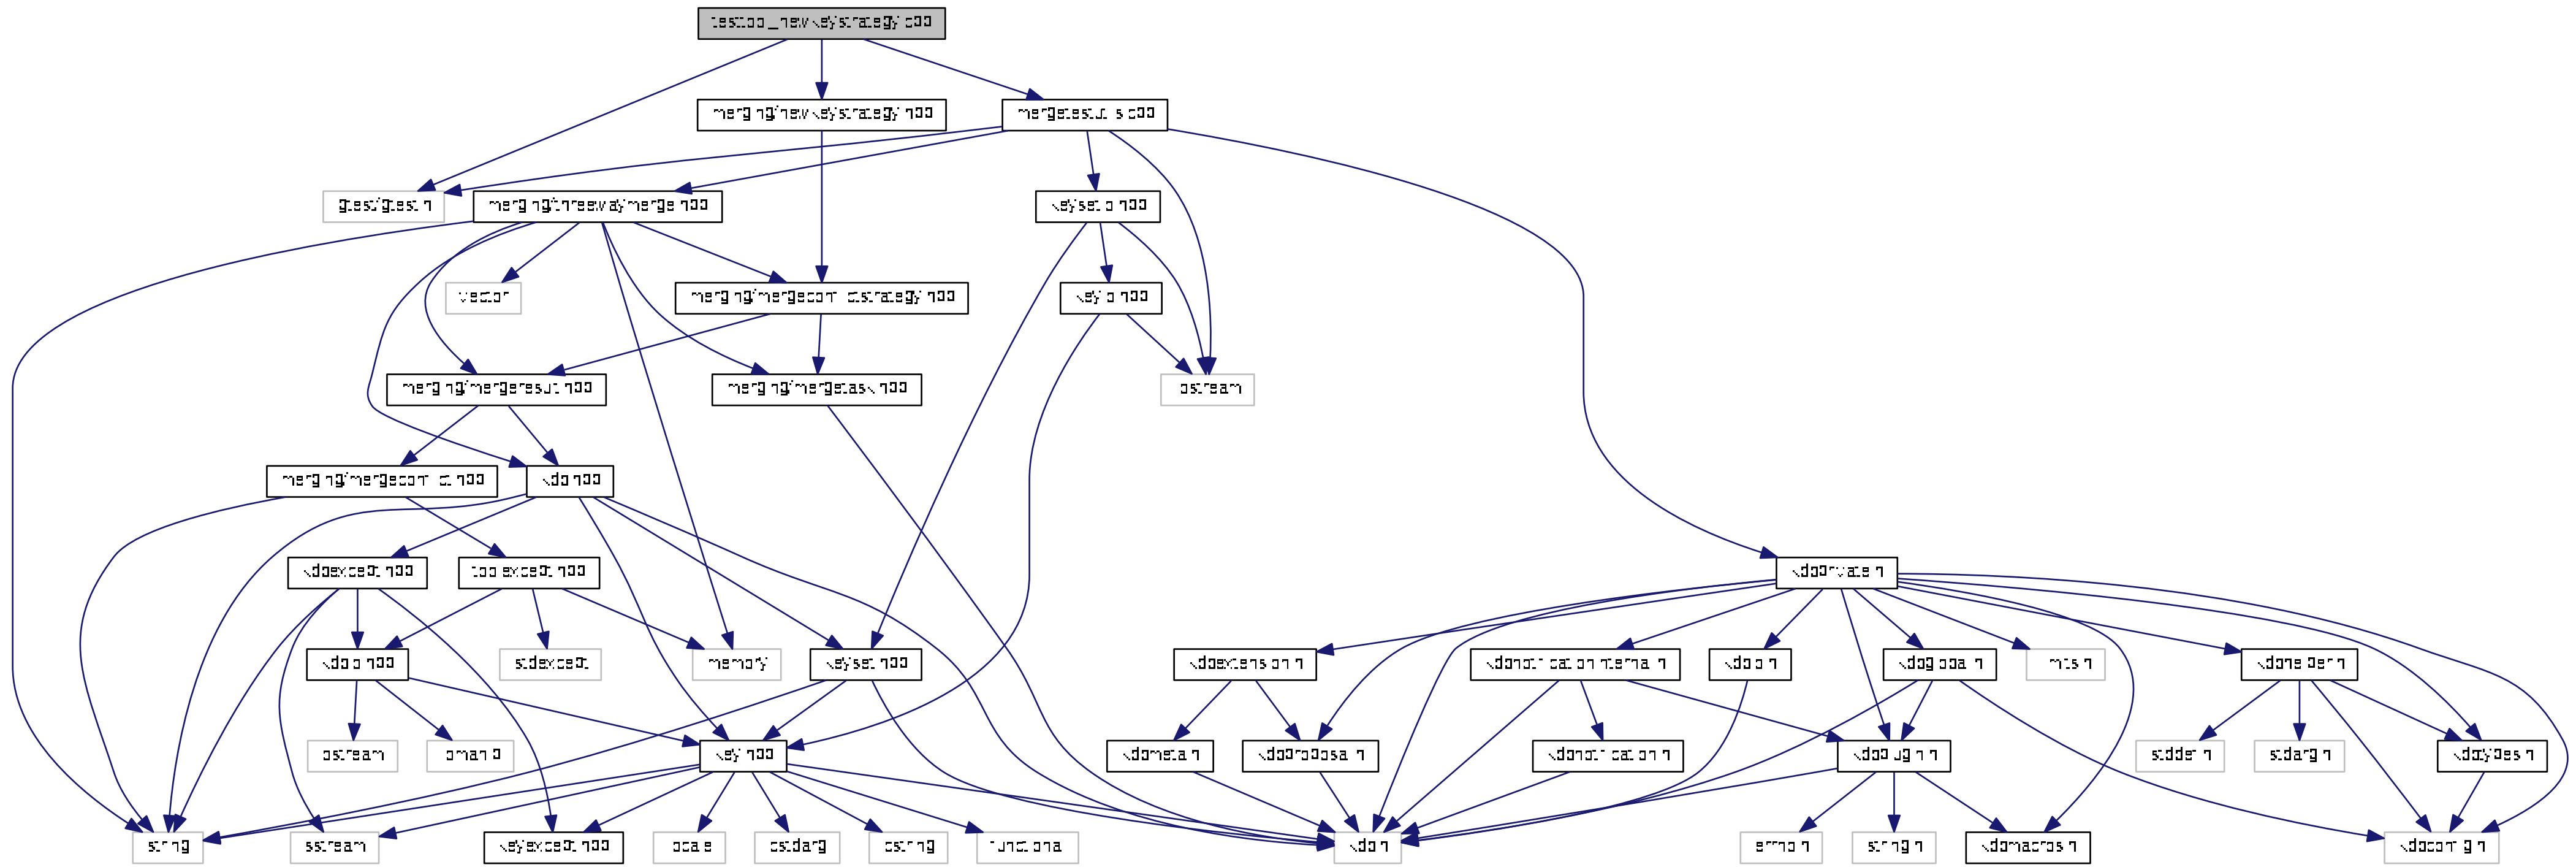 testtool_newkeystrategy.cpp
merging/newkeystrategy.hpp
mergetestutils.cpp
gtest/gtest.h
merging/threewaymerge.hpp
keysetio.hpp
vector
merging/mergeconflictstrategy.hpp
keyio.hpp
merging/mergeresult.hpp
merging/mergetask.hpp
iostream
merging/mergeconflict.hpp
kdb.hpp
kdbexcept.hpp
toolexcept.hpp
kdbprivate.h
kdbio.hpp
stdexcept
memory
keyset.hpp
kdbextension.h
kdbnotificationinternal.h
kdbio.h
kdbglobal.h
limits.h
kdbhelper.h
ostream
iomanip
key.hpp
kdbmeta.h
kdbproposal.h
kdbnotification.h
kdbplugin.h
stddef.h
stdarg.h
kdbtypes.h
string
sstream
keyexcept.hpp
locale
cstdarg
cstring
functional
kdb.h
errno.h
string.h
kdbmacros.h
kdbconfig.h